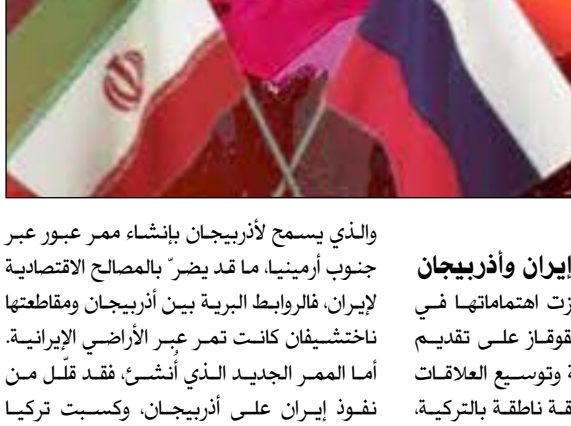 إيران وأذربيجان
زت اهتماماتها في
قوقاز على تقديم
ة وتوسيع العلاقات
قة ناطقة بالتركية،
والذي يسمح لأذربيجان بإنشاء ممر عبور عبر
جنوب أرمينيا، ما قد يضرّ بالمصالح الاقتصادية
لإيران، فالروابط البرية بين أذربيجان ومقاطعتها
ناختشيفان كانت تمر عبر الأراضي الإيرانية.
أما الممر الجديد الذي أُنشئ، فقد قلّل من
نفوذ إيران على أذربيجان، وكسبت تركيا